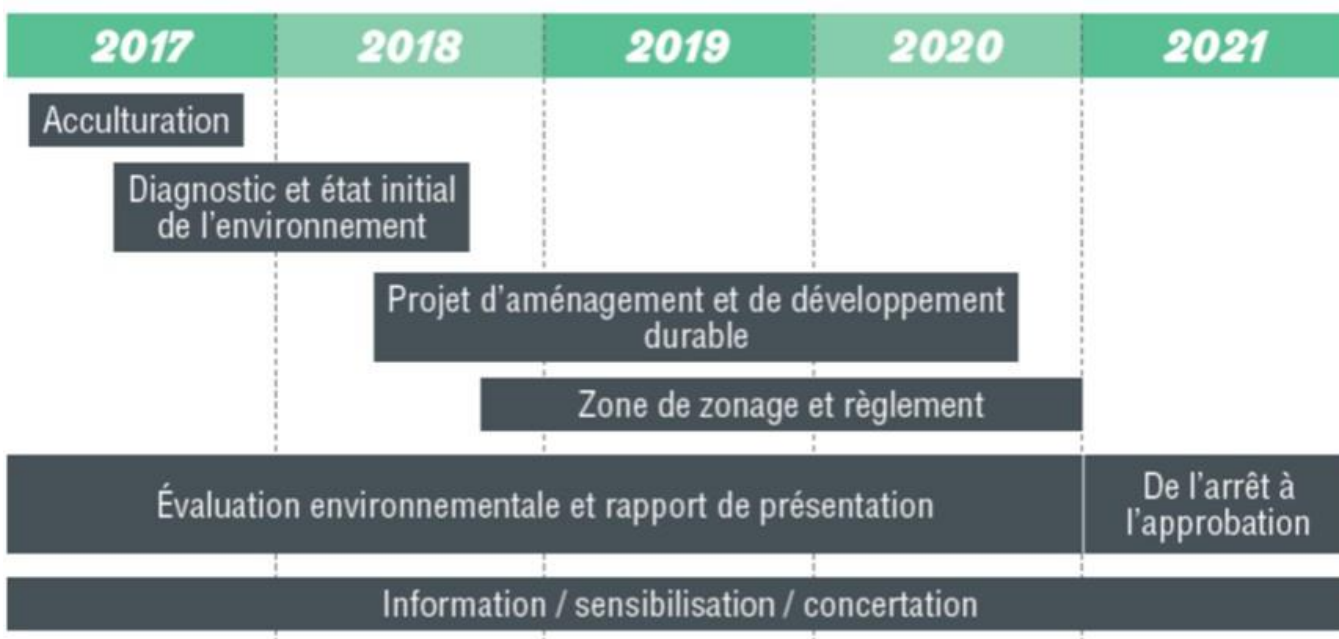 2017 2018 2019 2020 2021
Acculturation
Diagnostic et état initial
de l'environnement
Projet d'aménagement et de développement
durable
Zone de zonage et règlement
Évaluation environnementale et rapport de présentation
De l'arrêt à
l'approbation
Information / sensibilisation / concertation